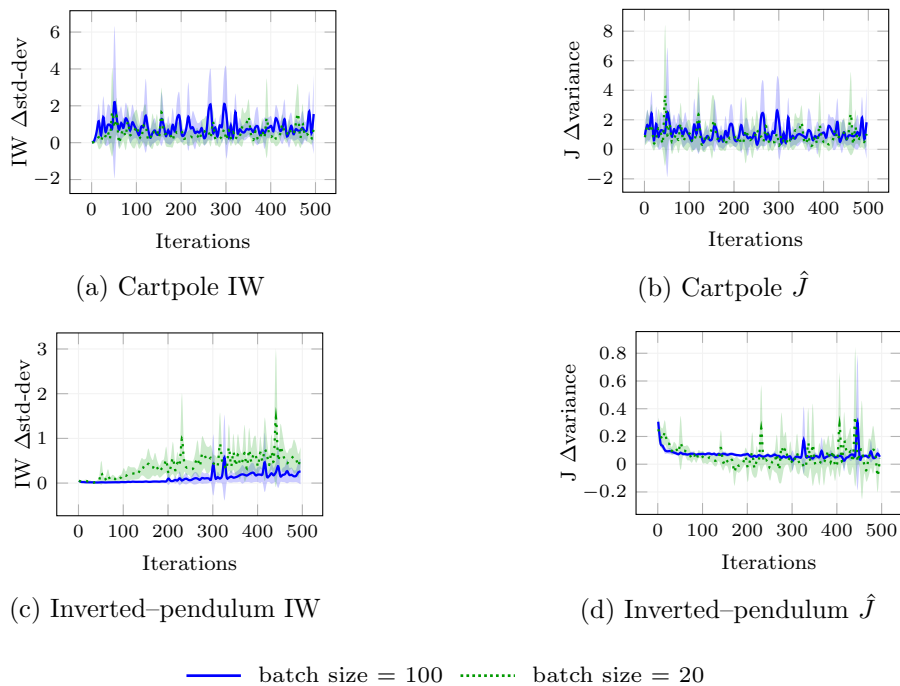 6
4
2
0
−2
IW Δstd-dev
0 100 200 300 400 500
Iterations
(a) Cartpole IW
8
6
4
2
0
−2
J Δvariance
0 100 200 300 400 500
Iterations
(b) Cartpole Ĵ
3
2
1
0
IW Δstd-dev
0 100 200 300 400 500
Iterations
(c) Inverted–pendulum IW
0.8
0.6
0.4
0.2
0
−0.2
J Δvariance
0 100 200 300 400 500
Iterations
(d) Inverted–pendulum Ĵ
batch size = 100 batch size = 20